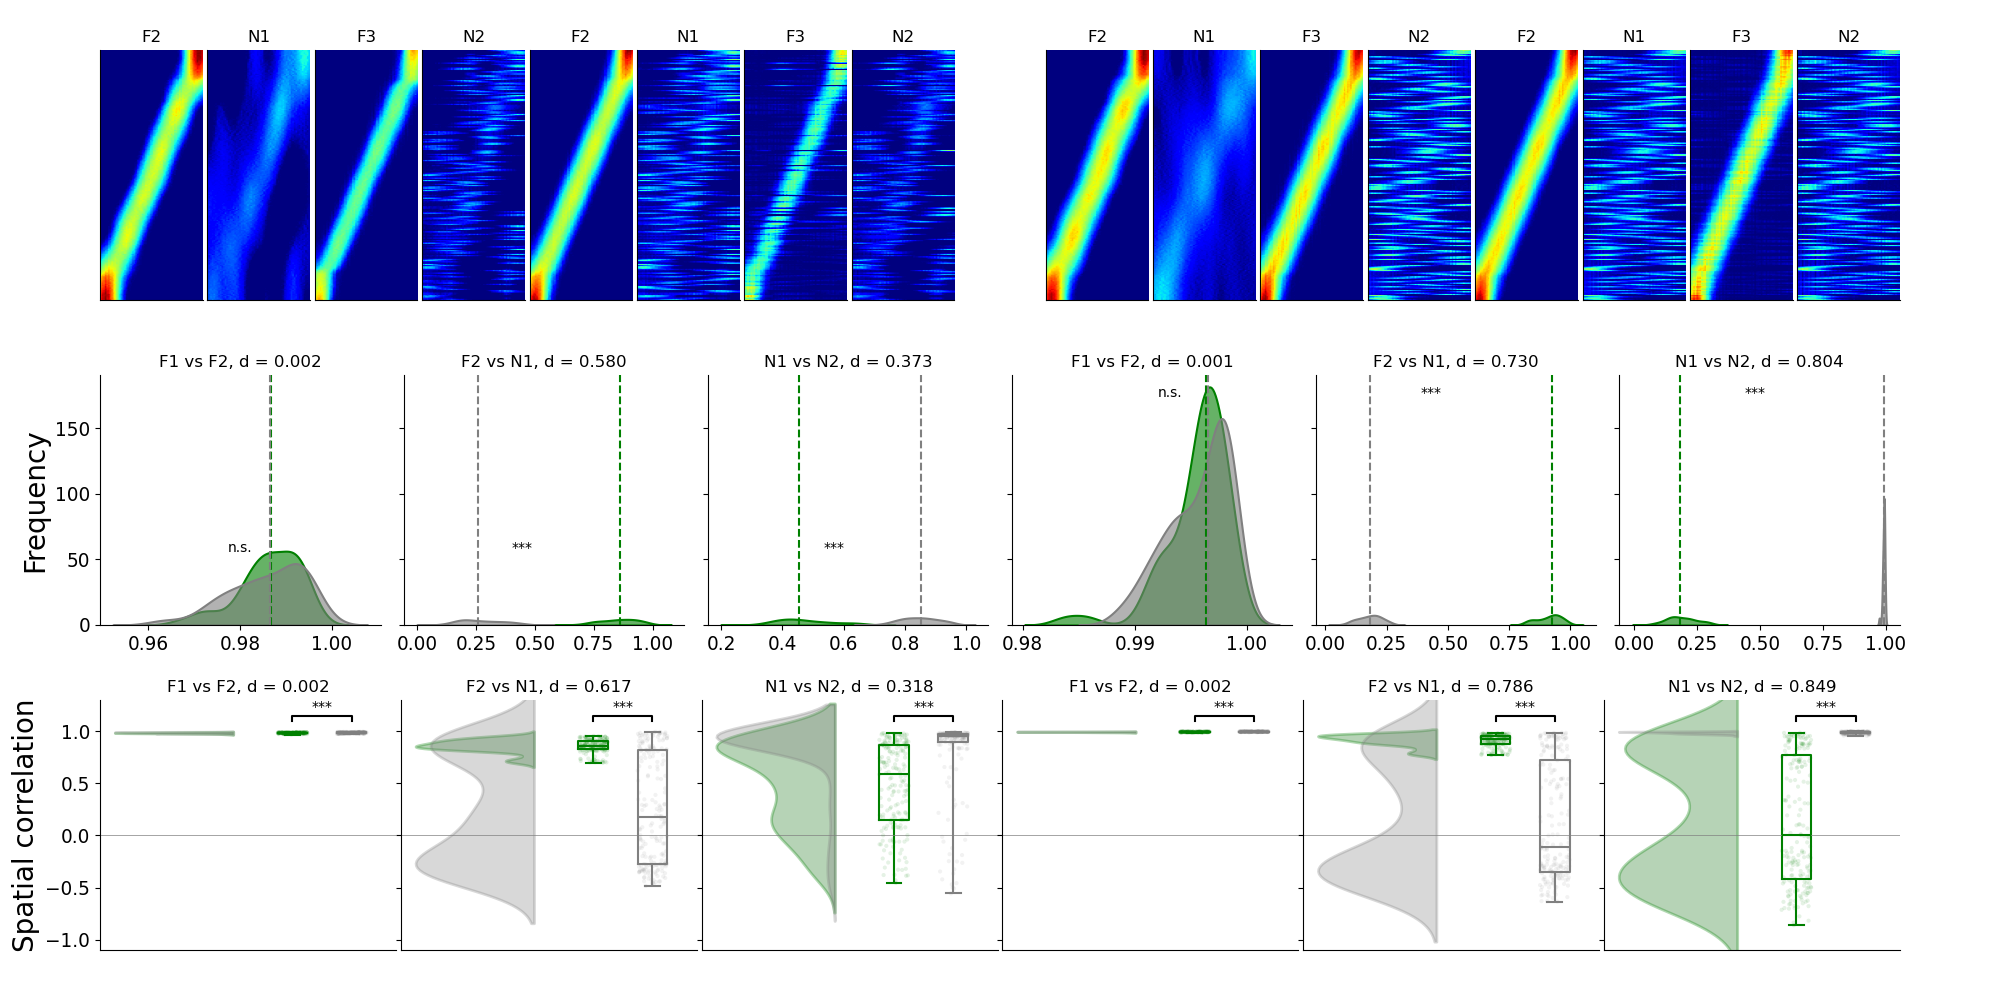 F2 N1 F3 N2 F2 N1 F3 N2 F2 N1 F3 N2 F2 N1 F3 N2
F1 vs F2, d = 0.002
F2 vs N1, d = 0.580
N1 vs N2, d = 0.373
F1 vs F2, d = 0.001
F2 vs N1, d = 0.730
N1 vs N2, d = 0.804
Frequency
150
100
50
0
n.s.
***
***
n.s.
***
***
0.96 0.98 1.00
0.00 0.25 0.50 0.75 1.00
0.2 0.4 0.6 0.8 1.0
0.98 0.99 1.00
0.00 0.25 0.50 0.75 1.00
0.00 0.25 0.50 0.75 1.00
F1 vs F2, d = 0.002
F2 vs N1, d = 0.617
N1 vs N2, d = 0.318
F1 vs F2, d = 0.002
F2 vs N1, d = 0.786
N1 vs N2, d = 0.849
***
***
***
***
***
***
Spatial correlation
1.0
0.5
0.0
−0.5
−1.0